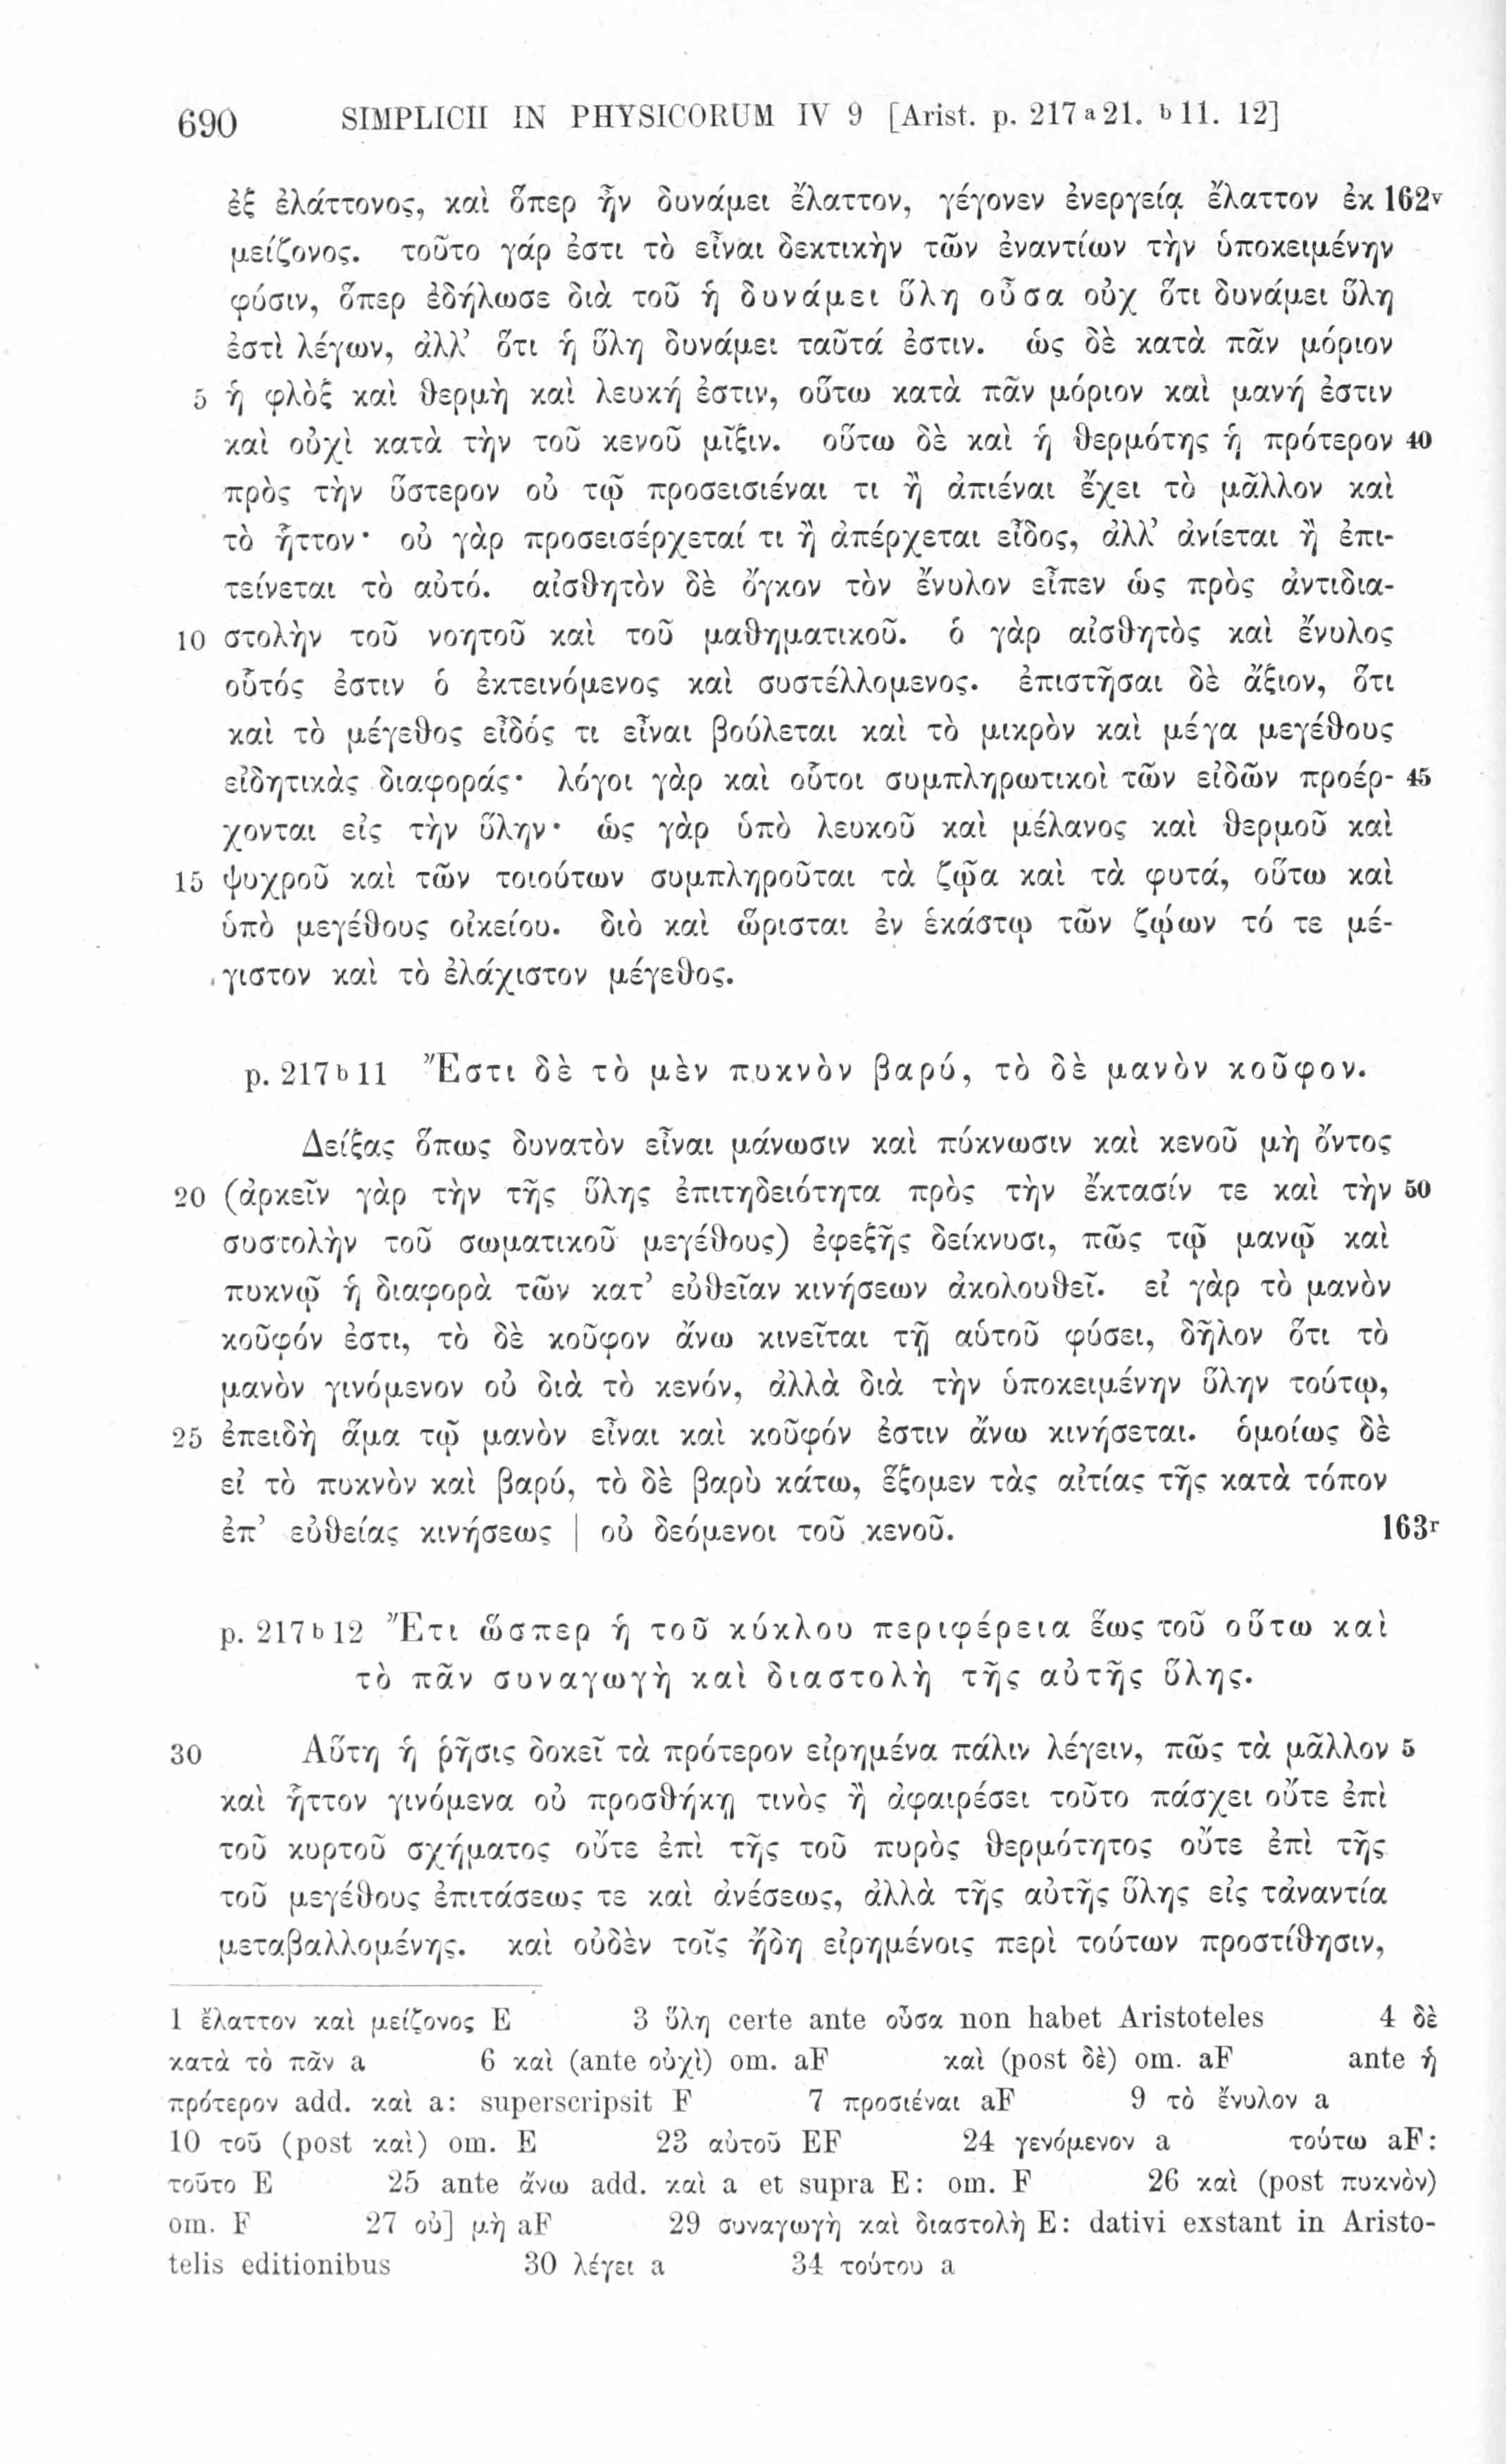 690 SIMPLICII IN PHYSICORUM IV 9 [Arist. p. 217 a 21. b 11. 12]
ἐξ ἐλάττονος, καὶ ὅπερ ἦν δυνάμει ἔλαττον, γέγονεν ἐνεργείᾳ ἔλαττον ἐκ 162v
μείζονος. τοῦτο γάρ ἐστι τὸ εἶναι δεκτικὴν τῶν ἐναντίων τὴν ὑποκειμένην
φύσιν, ὅπερ ἐδήλωσε διὰ τοῦ ἡ δυνάμει ὕλη οὖσα οὐχ ὅτι δυνάμει ὕλη
ἐστὶ λέγων, ἀλλ’ ὅτι ἡ ὕλη δυνάμει ταῦτά ἐστιν. ὡς δὲ κατὰ πᾶν μόριον
5 ἡ φλὸξ καὶ θερμὴ καὶ λευκή ἐστιν, οὕτω κατὰ πᾶν μόριον καὶ μανή ἐστιν
καὶ οὐχὶ κατὰ τὴν τοῦ κενοῦ μῖξιν. οὕτω δὲ καὶ ἡ θερμότης ἡ πρότερον 40
πρὸς τὴν ὕστερον οὐ τῷ προσεισιέναι τι ἢ ἀπιέναι ἔχει τὸ μᾶλλον καὶ
τὸ ἧττον· οὐ γὰρ προσεισέρχεταί τι ἢ ἀπέρχεται εἶδος, ἀλλ’ ἀνίεται ἢ ἐπι-
τείνεται τὸ αὐτό. αἰσθητὸν δὲ ὄγκον τὸν ἔνυλον εἶπεν ὡς πρὸς ἀντιδια-
10 στολὴν τοῦ νοητοῦ καὶ τοῦ μαθηματικοῦ. ὁ γὰρ αἰσθητὸς καὶ ἔνυλος
οὗτός ἐστιν ὁ ἐκτεινόμενος καὶ συστέλλομενος. ἐπιστῆσαι δὲ ἄξιον, ὅτι
καὶ τὸ μέγεθος εἶδός τι εἶναι βούλεται καὶ τὸ μικρὸν καὶ μέγα μεγέθους
εἰδητικὰς διαφοράς· λόγοι γὰρ καὶ οὗτοι συμπληρωτικοὶ τῶν εἰδῶν προέρ- 45
χονται εἰς τὴν ὕλην· ὡς γὰρ ὑπὸ λευκοῦ καὶ μέλανος καὶ θερμοῦ καὶ
15 ψυχροῦ καὶ τῶν τοιούτων συμπληροῦται τὰ ζῷα καὶ τὰ φυτά, οὕτω καὶ
ὑπὸ μεγέθους οἰκείου. διὸ καὶ ὥρισται ἐν ἑκάστῳ τῶν ζῴων τό τε μέ-
γιστον καὶ τὸ ἐλάχιστον μέγεθος.
p. 217 b 11 Ἔστι δὲ τὸ μὲν πυκνὸν βαρύ, τὸ δὲ μανὸν κοῦφον.
Δείξας ὅπως δυνατὸν εἶναι μάνωσιν καὶ πύκνωσιν καὶ κενοῦ μὴ ὄντος
20 (ἀρκεῖν γὰρ τὴν τῆς ὕλης ἐπιτηδειότητα πρὸς τὴν ἔκτασίν τε καὶ τὴν 50
συστολὴν τοῦ σωματικοῦ μεγέθους) ἐφεξῆς δείκνυσι, πῶς τῷ μανῷ καὶ
πυκνῷ ἡ διαφορὰ τῶν κατ’ εὐθεῖαν κινήσεων ἀκολουθεῖ. εἰ γὰρ τὸ μανὸν
κοῦφόν ἐστι, τὸ δὲ κοῦφον ἄνω κινεῖται τῇ αὑτοῦ φύσει, δῆλον ὅτι τὸ
μανὸν γινόμενον οὐ διὰ τὸ κενόν, ἀλλὰ διὰ τὴν ὑποκειμένην ὕλην τούτῳ,
25 ἐπειδὴ ἅμα τῷ μανὸν εἶναι καὶ κοῦφόν ἐστιν ἄνω κινήσεται. ὁμοίως δὲ
εἰ τὸ πυκνὸν καὶ βαρύ, τὸ δὲ βαρὺ κάτω, ἕξομεν τὰς αἰτίας τῆς κατὰ τόπον
ἐπ’ εὐθείας κινήσεως | οὐ δεόμενοι τοῦ κενοῦ. 163r
p. 217 b 12 Ἔτι ὥσπερ ἡ τοῦ κύκλου περιφέρεια ἕως τοῦ οὕτω καὶ
τὸ πᾶν συναγωγὴ καὶ διαστολὴ τῆς αὐτῆς ὕλης.
30 Αὕτη ἡ ῥῆσις δοκεῖ τὰ πρότερον εἰρημένα πάλιν λέγειν, πῶς τὰ μᾶλλον 5
καὶ ἧττον γινόμενα οὐ προσθήκῃ τινὸς ἢ ἀφαιρέσει τοῦτο πάσχει οὔτε ἐπὶ
τοῦ κυρτοῦ σχήματος οὔτε ἐπὶ τῆς τοῦ πυρὸς θερμότητος οὔτε ἐπὶ τῆς
τοῦ μεγέθους ἐπιτάσεως τε καὶ ἀνέσεως, ἀλλὰ τῆς αὐτῆς ὕλης εἰς τἀναντία
μεταβαλλομένης. καὶ οὐδὲν τοῖς ἤδη εἰρημένοις περὶ τούτων προστίθησιν,
1 ἔλαττον καὶ μείζονος E 3 ὕλη certe ante οὖσα non habet Aristoteles 4 δὲ
κατὰ τὸ πᾶν a 6 καὶ (ante οὐχὶ) om. aF καὶ (post δὲ) om. aF ante ἡ
πρότερον add. καὶ a: superscripsit F 7 προσιέναι aF 9 τὸ ἔνυλον a
10 τοῦ (post καὶ) om. E 23 αὐτοῦ EF 24 γενόμενον a τούτω aF:
τοῦτο E 25 ante ἄνω add. καὶ a et supra E: om. F 26 καὶ (post πυκνὸν)
om. F 27 οὐ] μὴ aF 29 συναγωγὴ καὶ διαστολὴ E: dativi exstant in Aristo-
telis editionibus 30 λέγει a 34 τούτου a